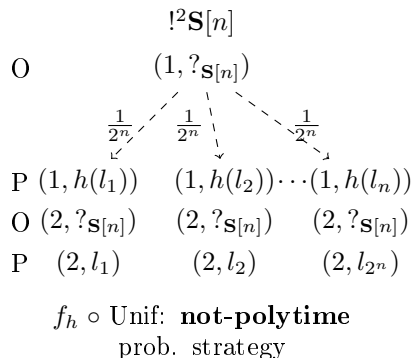 !²S[n]
O (1, ?S[n])
1/2ⁿ 1/2ⁿ 1/2ⁿ
P (1, h(l₁)) (1, h(l₂)) ··· (1, h(lₙ))
O (2, ?S[n]) (2, ?S[n]) (2, ?S[n])
P (2, l₁) (2, l₂) (2, l₂ₙ)
f_h ∘ Unif: not-polytime
prob. strategy